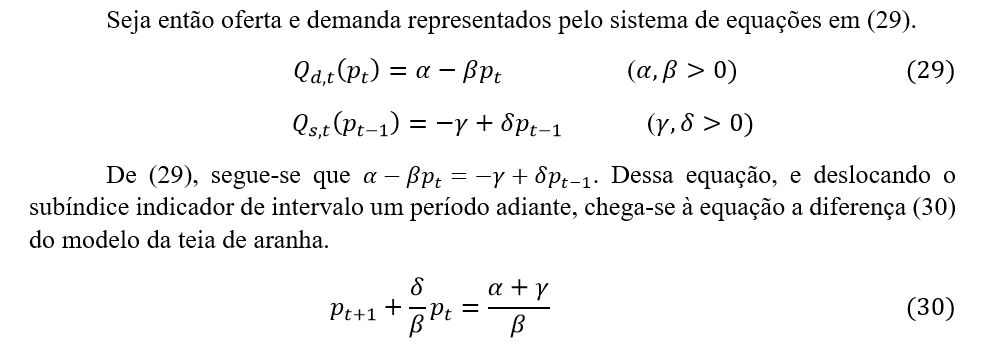 Seja então oferta e demanda representados pelo sistema de equações em (29).
Q_{d,t}(p_t) = α − βp_t (α, β > 0) (29)
Q_{s,t}(p_{t−1}) = −γ + δp_{t−1} (γ, δ > 0)
De (29), segue-se que α − βp_t = −γ + δp_{t−1}. Dessa equação, e deslocando o
subíndice indicador de intervalo um período adiante, chega-se à equação a diferença (30)
do modelo da teia de aranha.
p_{t+1} + \frac{δ}{β} p_t = \frac{α + γ}{β} (30)